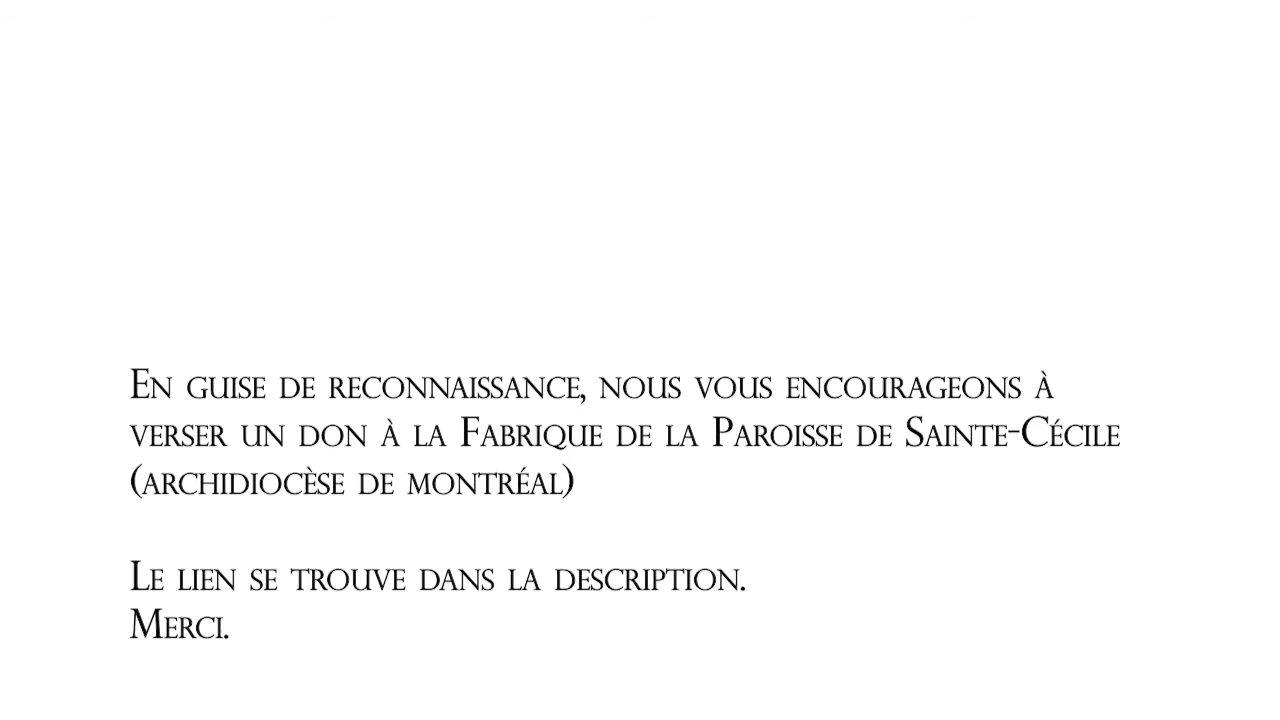 En guise de reconnaissance, nous vous encourageons à
verser un don à la Fabrique de la Paroisse de Sainte-Cécile
(archidiocèse de montréal)
Le lien se trouve dans la description.
Merci.